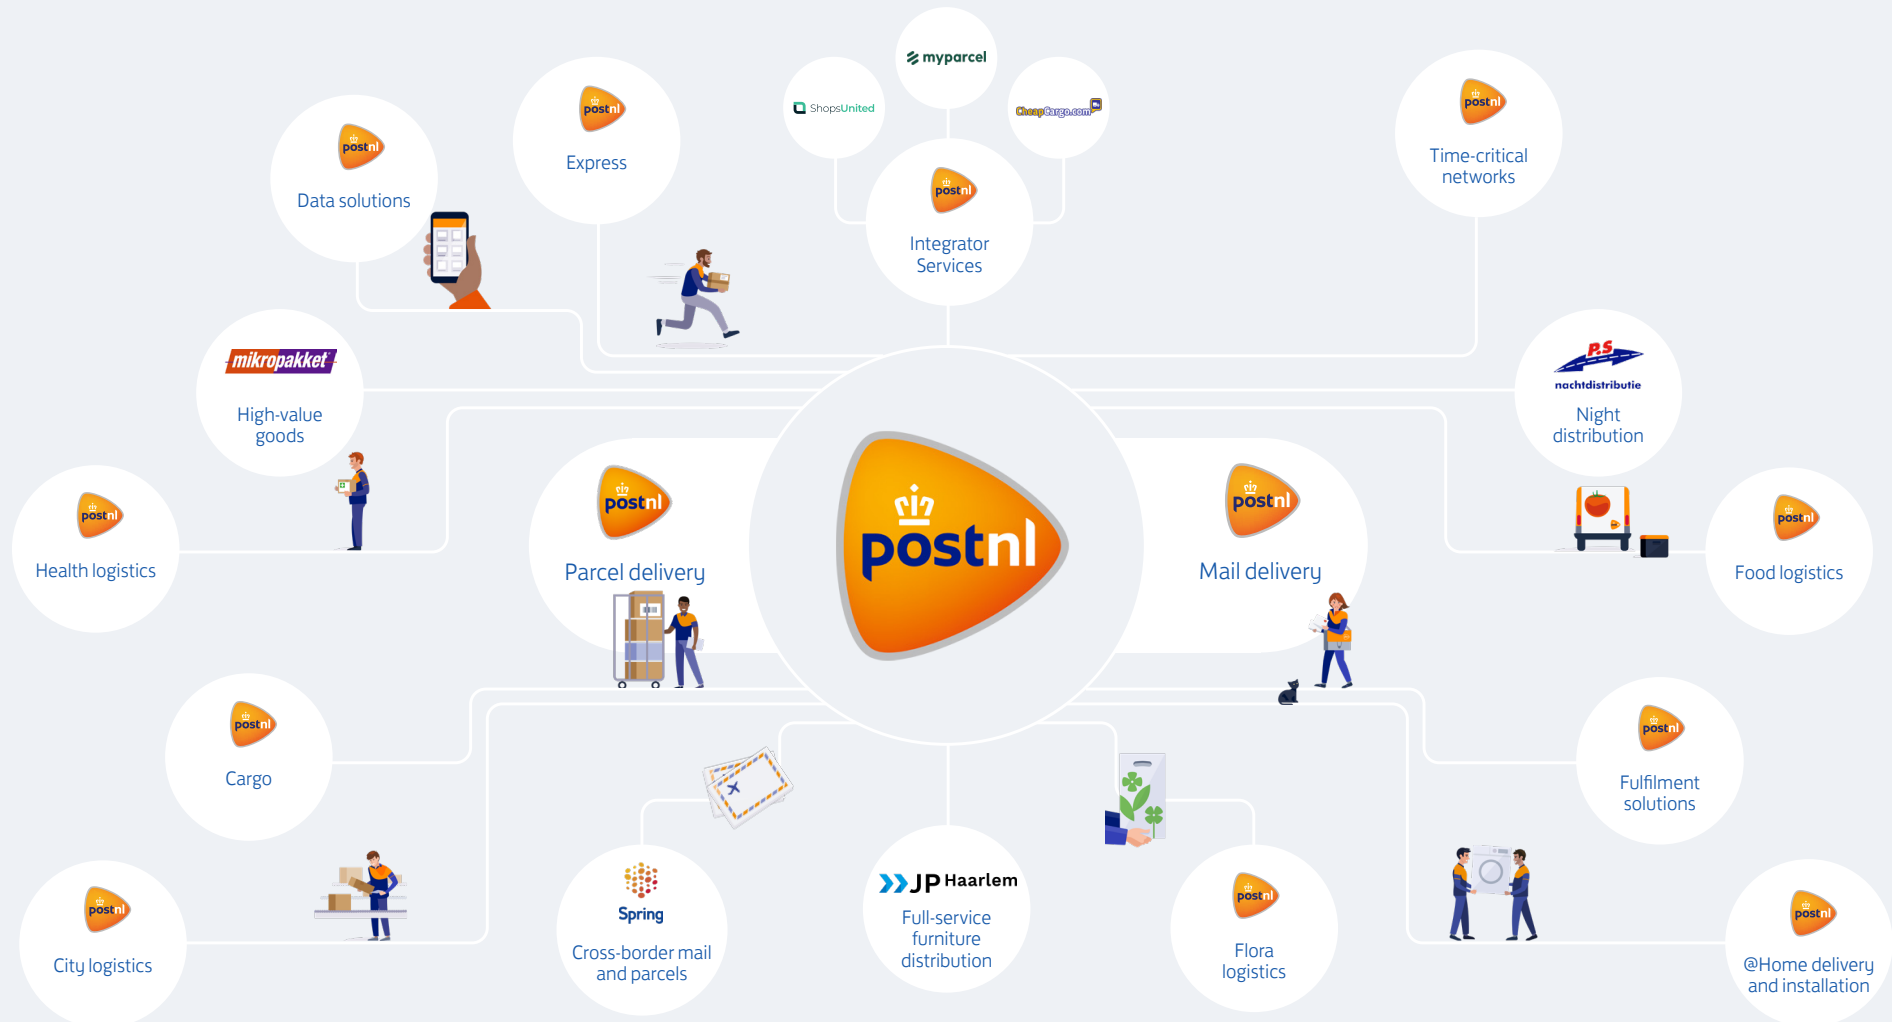 myparcel
ShopsUnited
CheapCargo.com
postnl
Express
postnl
Time-critical
networks
postnl
Data solutions
postnl
Integrator
Services
mikropakket
High-value
goods
P.S
nachtdistributie
Night
distribution
postnl
Health logistics
postnl
Parcel delivery
postnl
postnl
Mail delivery
postnl
Food logistics
postnl
Cargo
postnl
Fulfilment
solutions
postnl
City logistics
Spring
Cross-border mail
and parcels
JP Haarlem
Full-service
furniture
distribution
postnl
Flora
logistics
postnl
@Home delivery
and installation